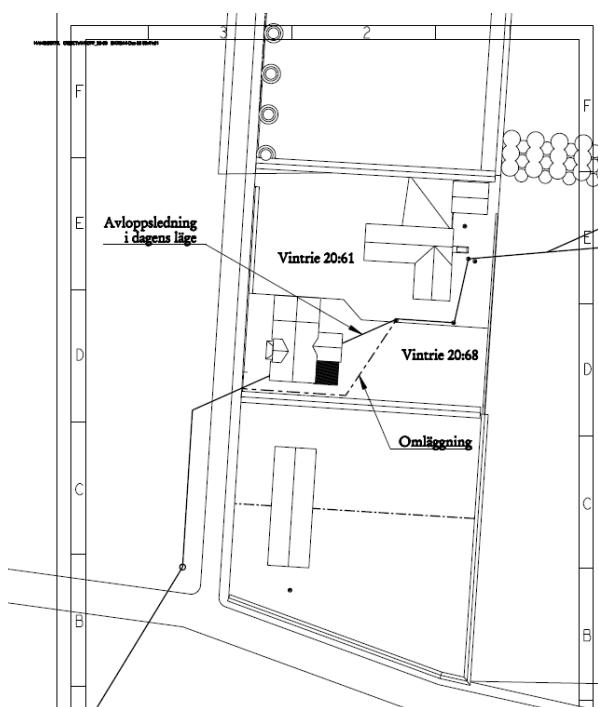 3
2
F
F
E
E
Avloppsledning
i dagens läge
Vintrie 20:61
D
D
Vintrie 20:68
Omläggning
C
C
B
B